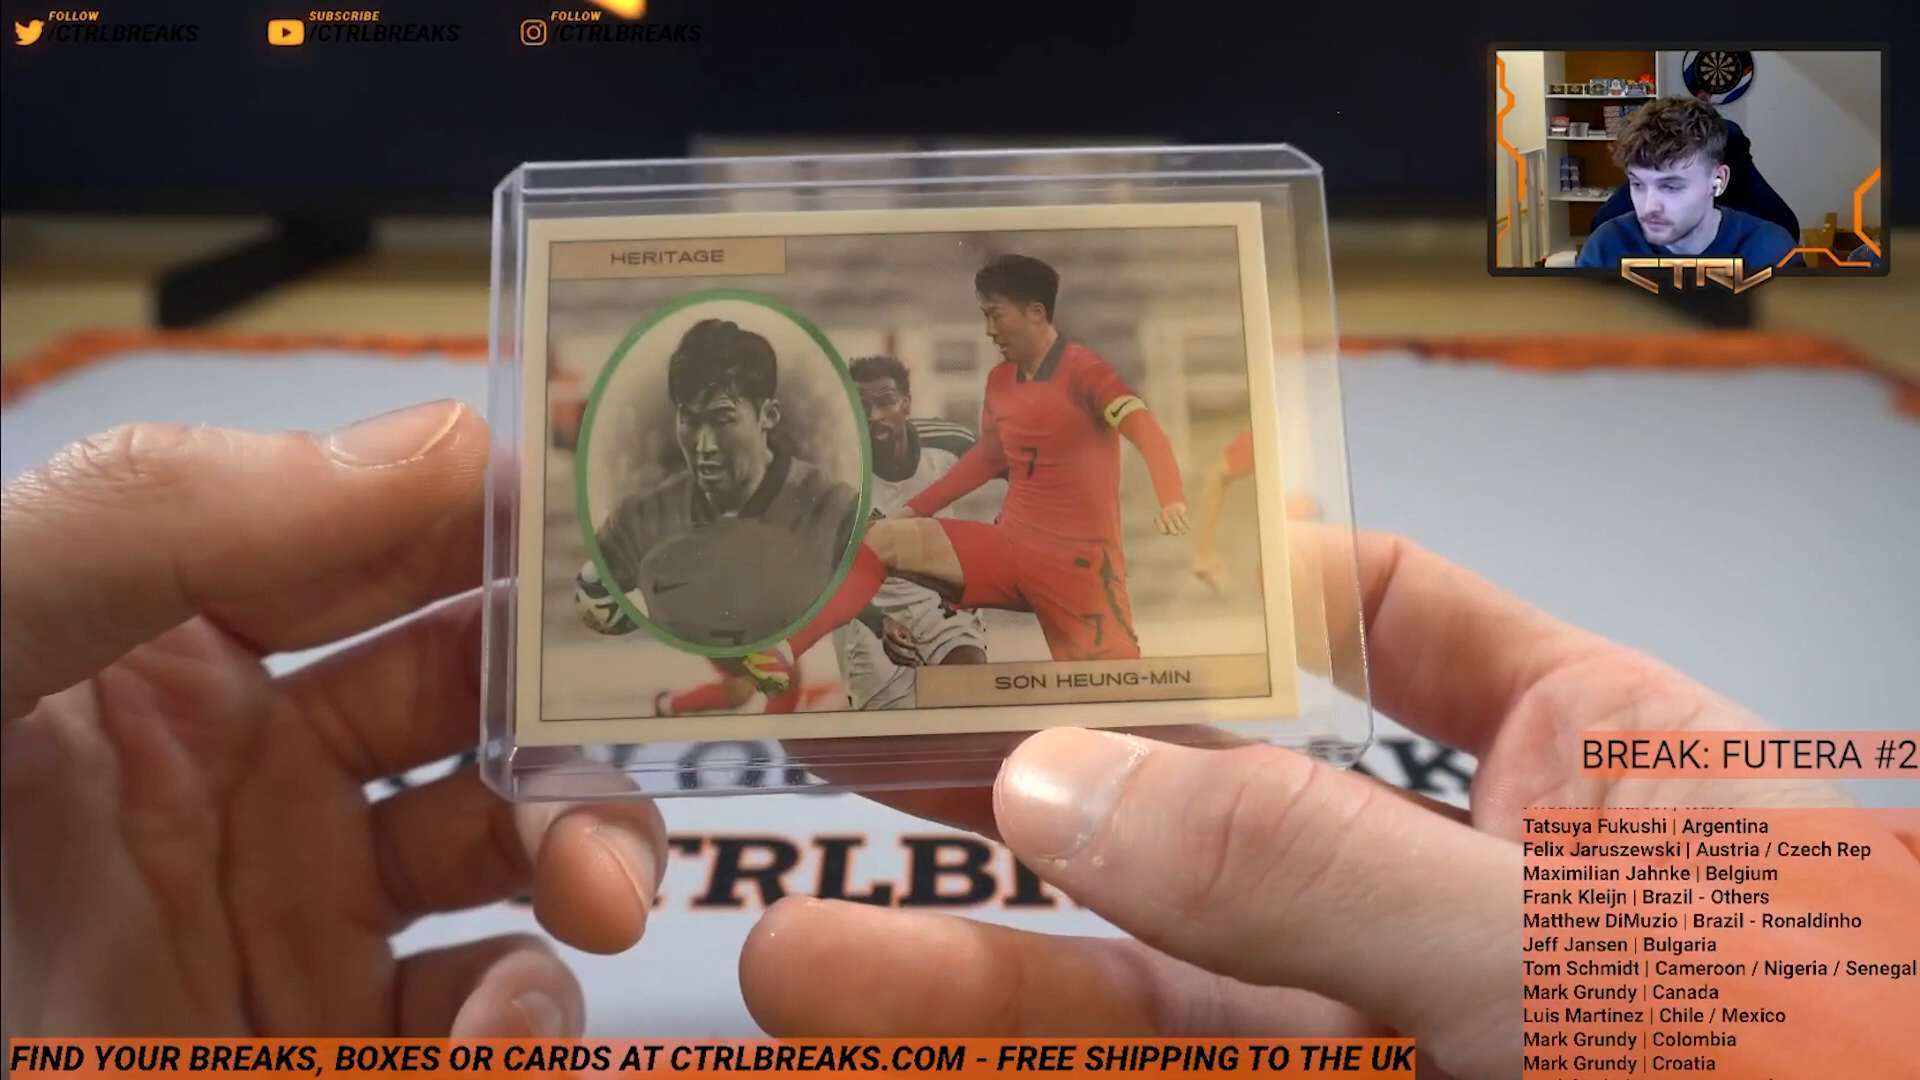 FOLLOW
/CTRLBREAKS
SUBSCRIBE
/CTRLBREAKS
FOLLOW
/CTRLBREAKS
CTRL
HERITAGE
7
7
SON HEUNG-MIN
CTRLB
BREAK: FUTERA #2
Tatsuya Fukushi | Argentina
Felix Jaruszewski | Austria / Czech Rep
Maximilian Jahnke | Belgium
Frank Kleijn | Brazil - Others
Matthew DiMuzio | Brazil - Ronaldinho
Jeff Jansen | Bulgaria
Tom Schmidt | Cameroon / Nigeria / Senegal
Mark Grundy | Canada
Luis Martinez | Chile / Mexico
Mark Grundy | Colombia
Mark Grundy | Croatia
FIND YOUR BREAKS, BOXES OR CARDS AT CTRLBREAKS.COM - FREE SHIPPING TO THE UK